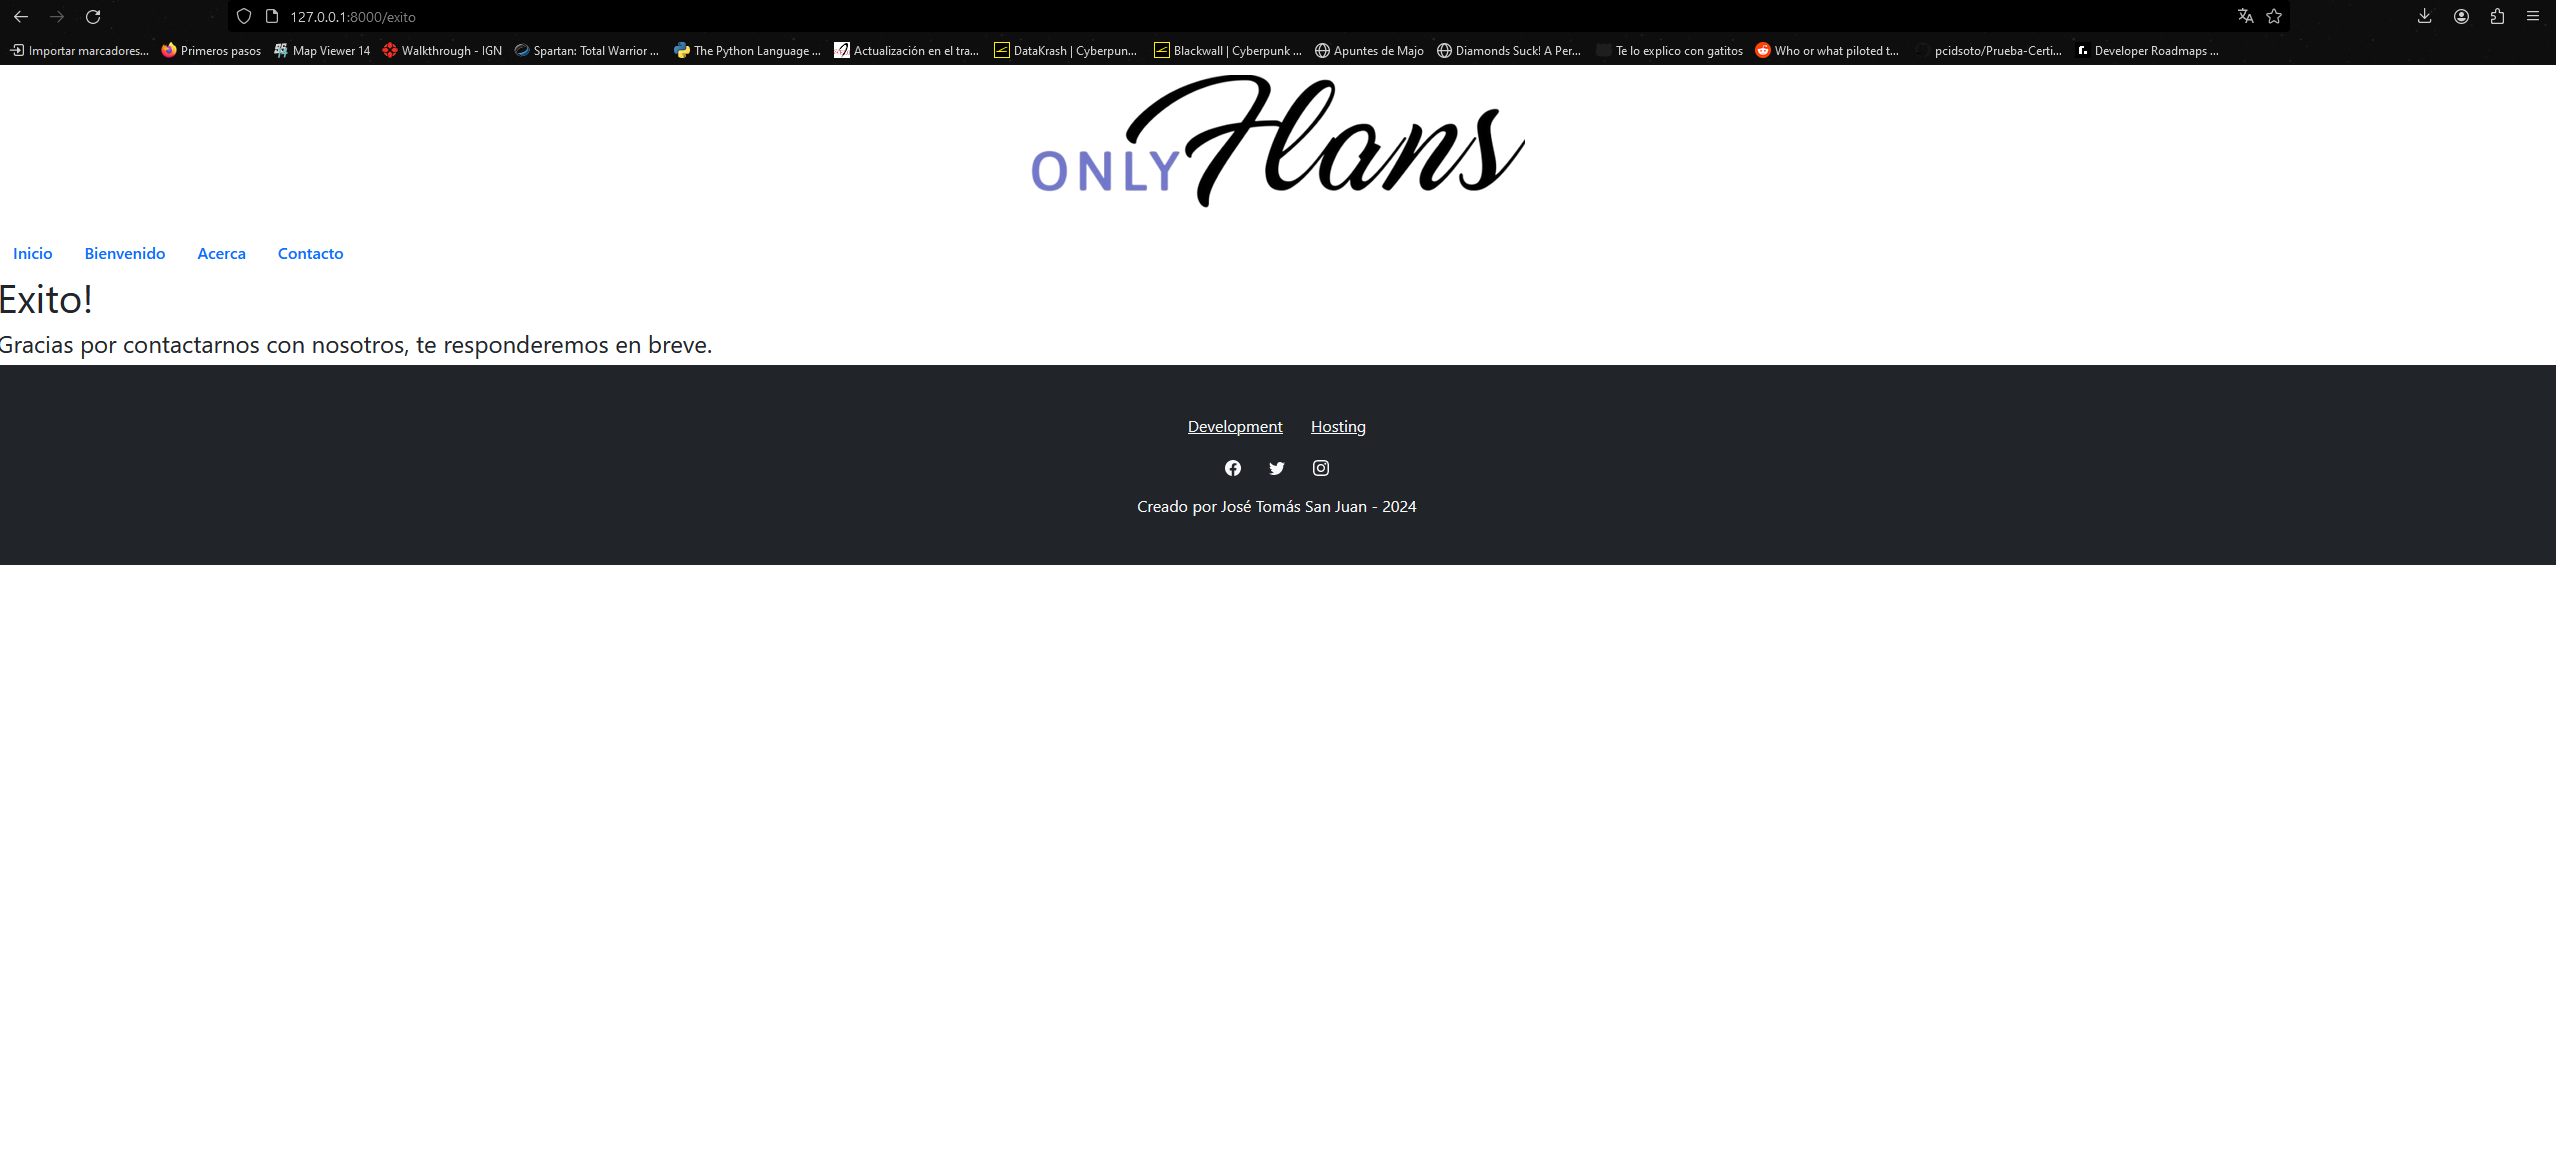 127.0.0.1:8000/exito
Importar marcadores... Primeros pasos Map Viewer 14 Walkthrough - IGN Spartan: Total Warrior ... The Python Language ... Actualización en el tra... DataKrash | Cyberpun... Blackwall | Cyberpunk ... Apuntes de Majo Diamonds Suck! A Per... Te lo explico con gatitos Who or what piloted t... pcidsoto/Prueba-Certi... Developer Roadmaps ...
ONLY Flans
Inicio Bienvenido Acerca Contacto
Exito!
Gracias por contactarnos con nosotros, te responderemos en breve.
Development Hosting
Creado por José Tomás San Juan - 2024